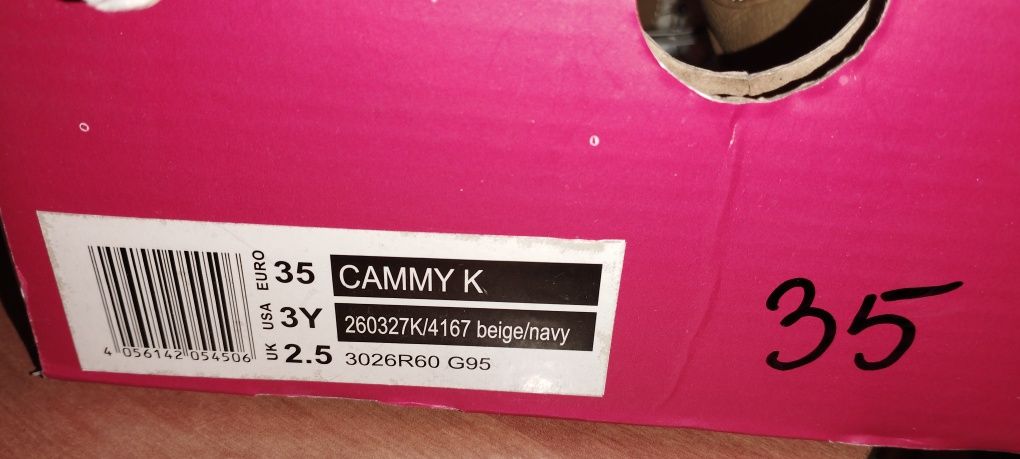 EURO 35 CAMMY K
USA 3Y 260327K/4167 beige/navy
UK 2.5 3026R60 G95
4 056142 054506
35